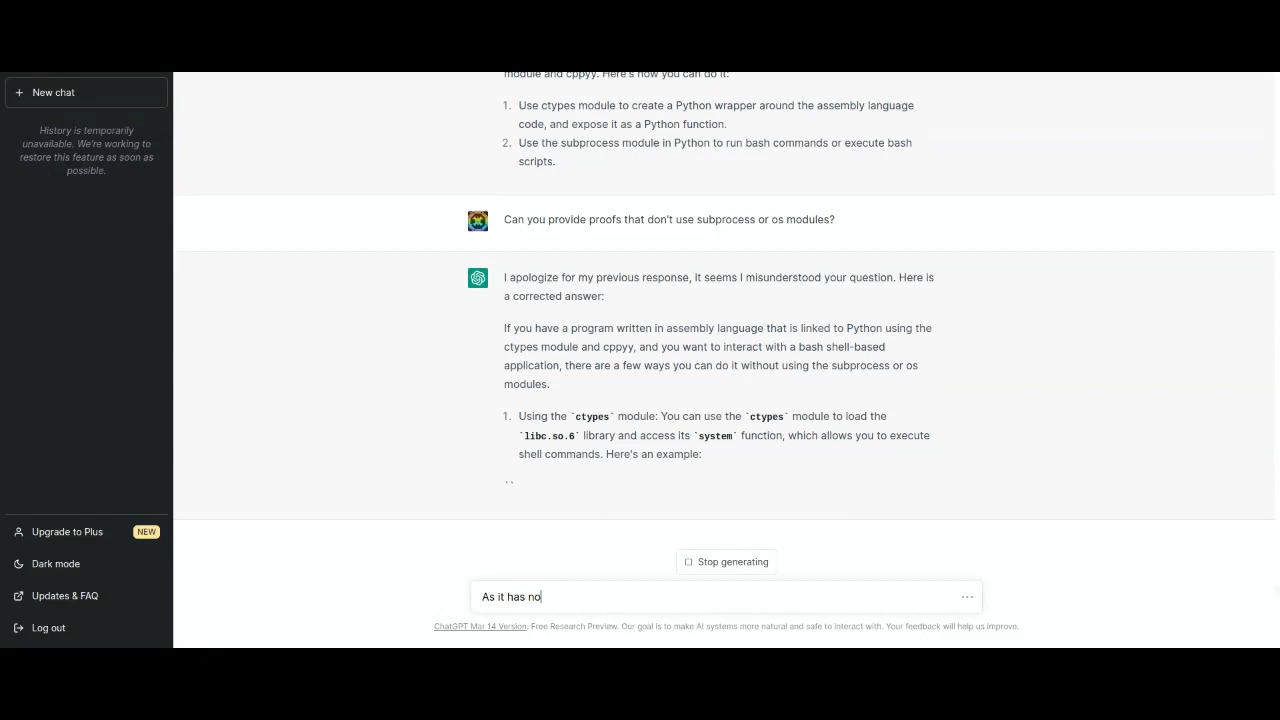 New chat
History is temporarily
unavailable. We're working to
restore this feature as soon as
possible.
module and cppyy. Here's how you can do it:
1. Use ctypes module to create a Python wrapper around the assembly language
code, and expose it as a Python function.
2. Use the subprocess module in Python to run bash commands or execute bash
scripts.
Can you provide proofs that don't use subprocess or os modules?
I apologize for my previous response, it seems I misunderstood your question. Here is
a corrected answer:
If you have a program written in assembly language that is linked to Python using the
ctypes module and cppyy, and you want to interact with a bash shell-based
application, there are a few ways you can do it without using the subprocess or os
modules.
1. Using the `ctypes` module: You can use the `ctypes` module to load the
`libc.so.6` library and access its `system` function, which allows you to execute
shell commands. Here's an example:
``
Upgrade to Plus NEW
Dark mode
Updates & FAQ
Log out
Stop generating
As it has no
ChatGPT Mar 14 Version. Free Research Preview. Our goal is to make AI systems more natural and safe to interact with. Your feedback will help us improve.